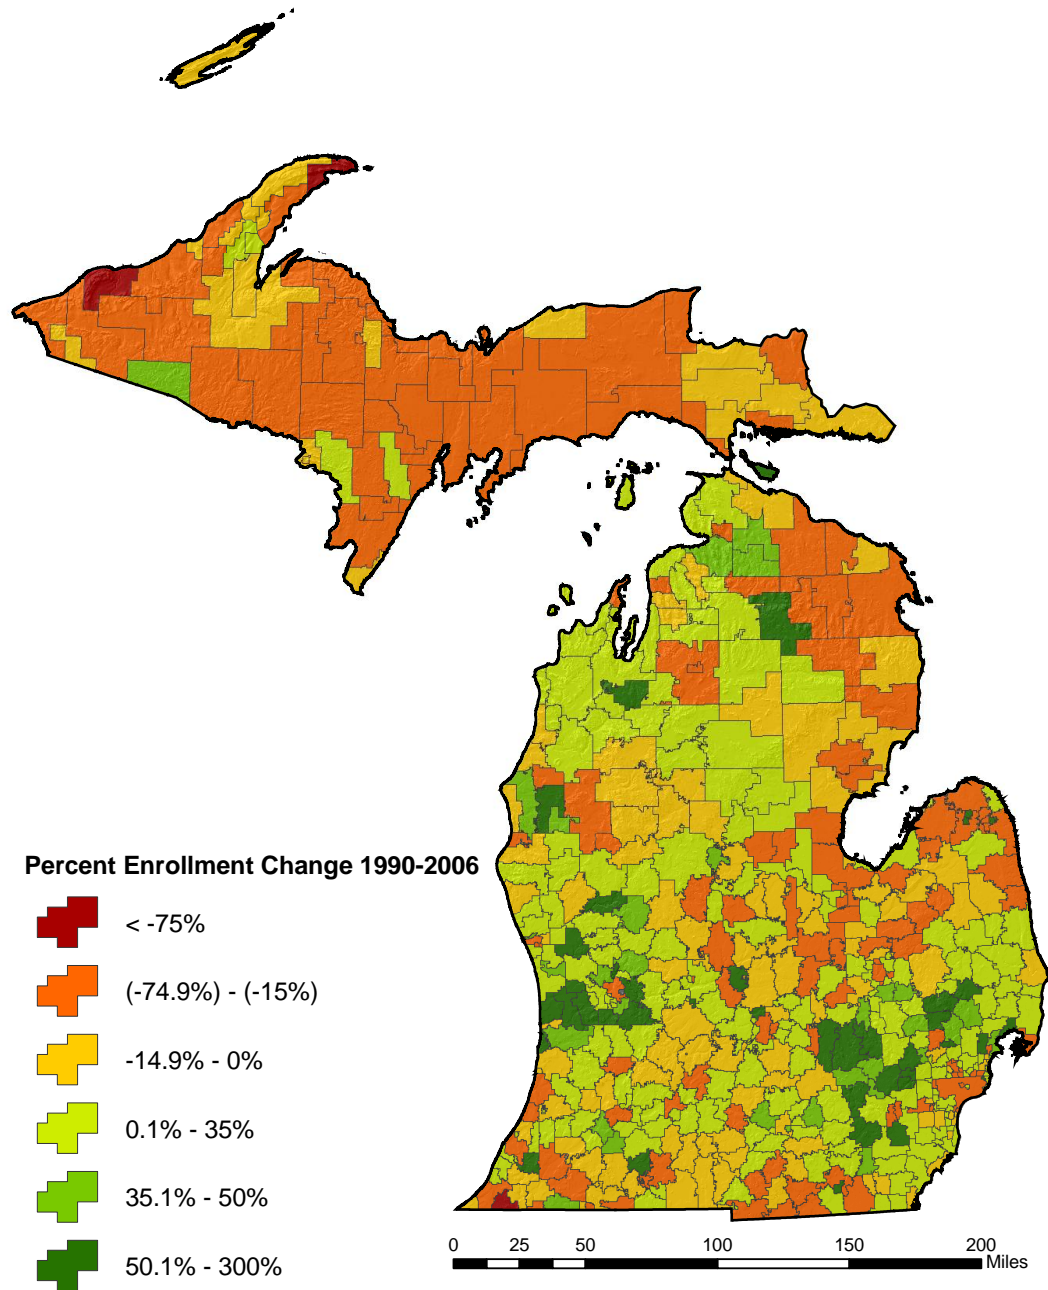 Percent Enrollment Change 1990-2006
< -75%
(-74.9%) - (-15%)
-14.9% - 0%
0.1% - 35%
35.1% - 50%
50.1% - 300%
0 25 50 100 150 200
Miles